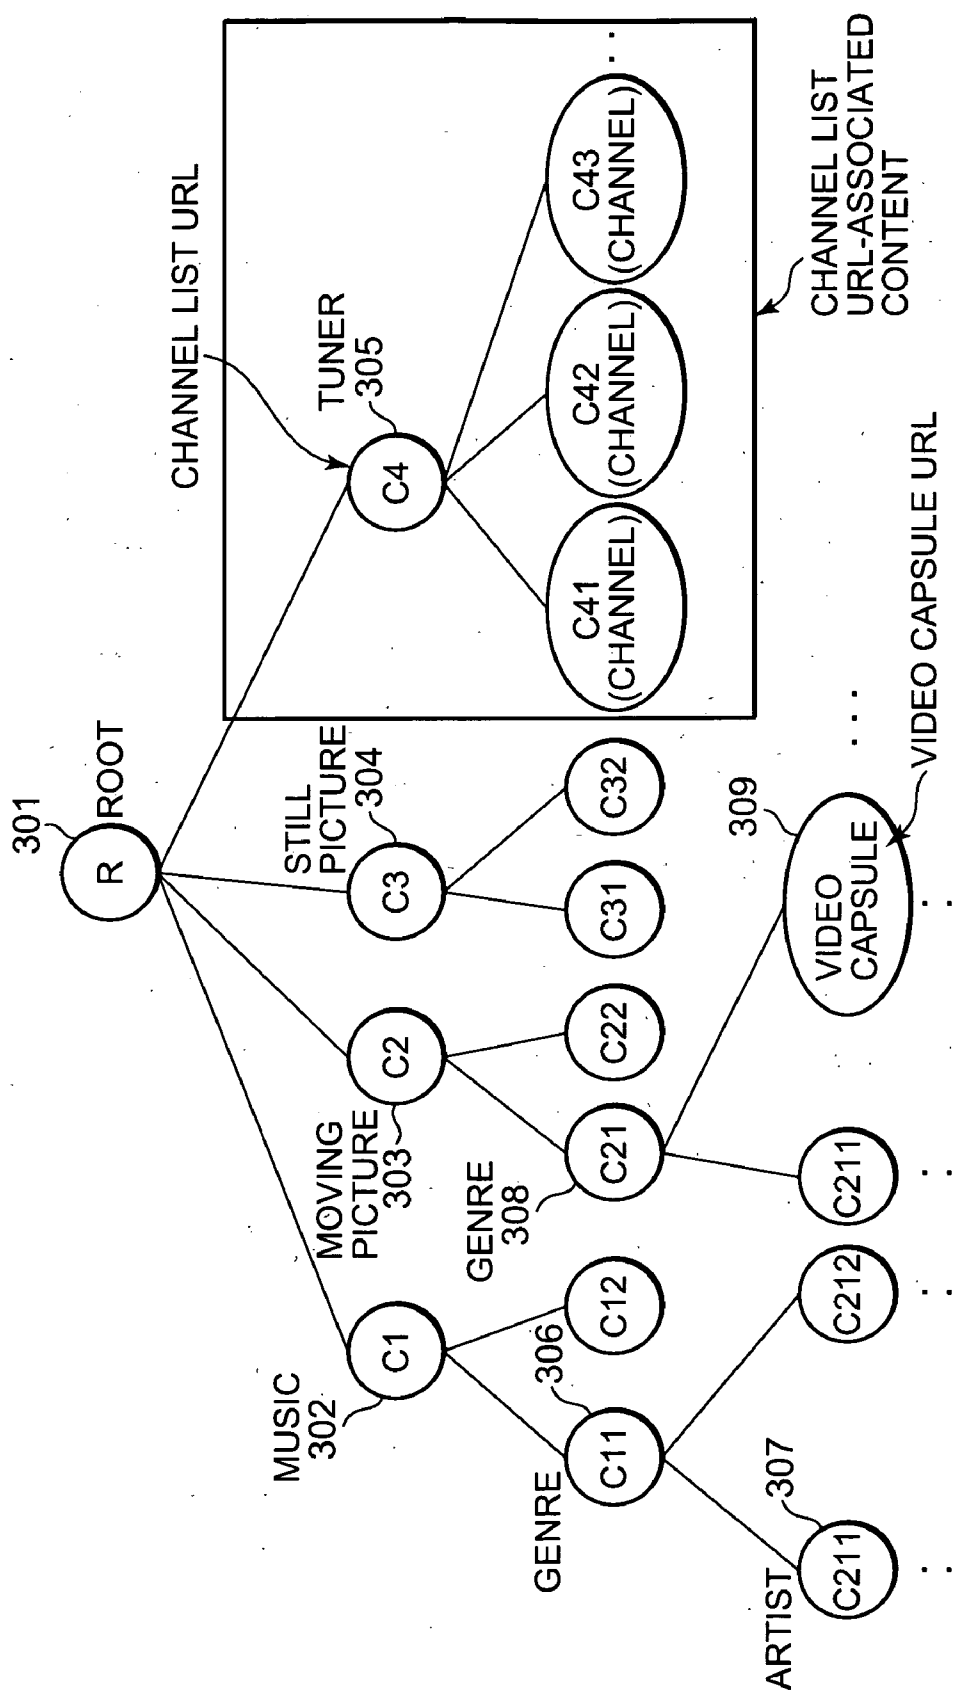 301
R
ROOT
CHANNEL LIST URL
MUSIC
302
C1
MOVING
PICTURE
303
C2
STILL
PICTURE
304
C3
TUNER
305
C4
GENRE
306
C11
C12
GENRE
308
C21
C22
C31
C32
C41
(CHANNEL)
C42
(CHANNEL)
C43
(CHANNEL)
. .
ARTIST
307
C211
C212
C211
309
VIDEO
CAPSULE
. . .
VIDEO CAPSULE URL
CHANNEL LIST
URL-ASSOCIATED
CONTENT